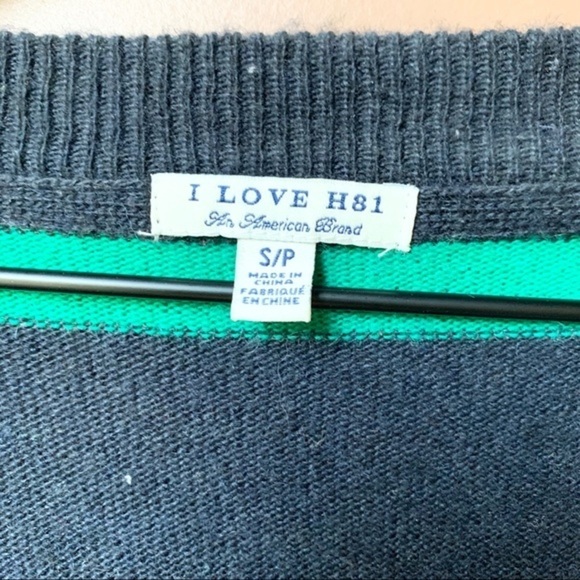 I LOVE H81
An American Brand
S/P
MADE IN
CHINA
FABRIQUÉ
EN CHINE